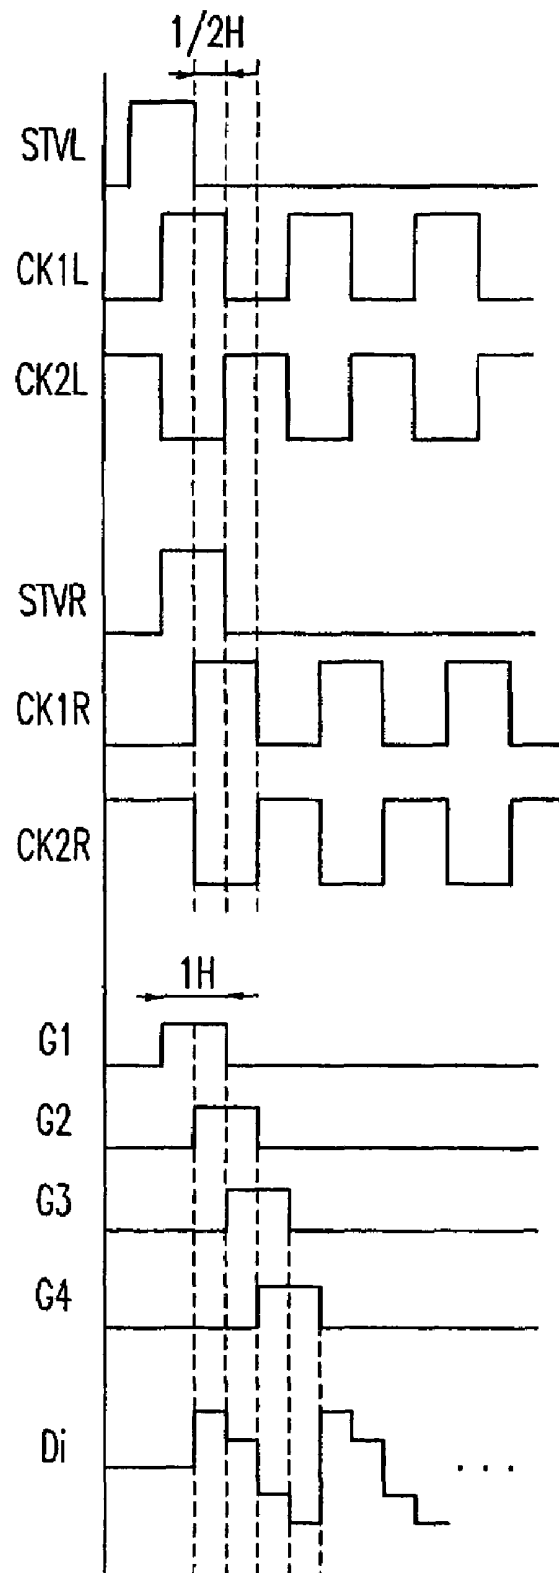 1/2H
STVL
CK1L
CK2L
STVR
CK1R
CK2R
1H
G1
G2
G3
G4
Di
...